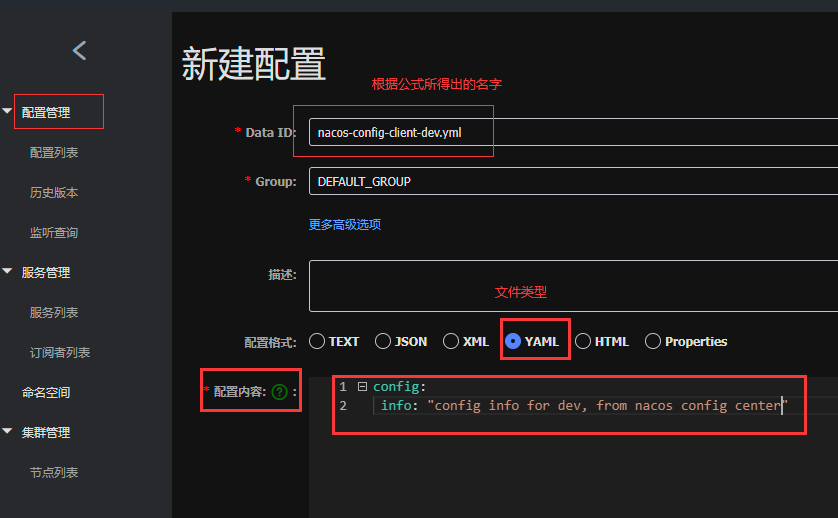 新建配置
根据公式所得出的名字
配置管理
配置列表
历史版本
监听查询
服务管理
服务列表
订阅者列表
命名空间
集群管理
节点列表
* Data ID: nacos-config-client-dev.yml
* Group: DEFAULT_GROUP
更多高级选项
描述:
文件类型
配置格式: TEXT JSON XML YAML HTML Properties
* 配置内容: ? :
1 config:
2 info: "config info for dev, from nacos config center"